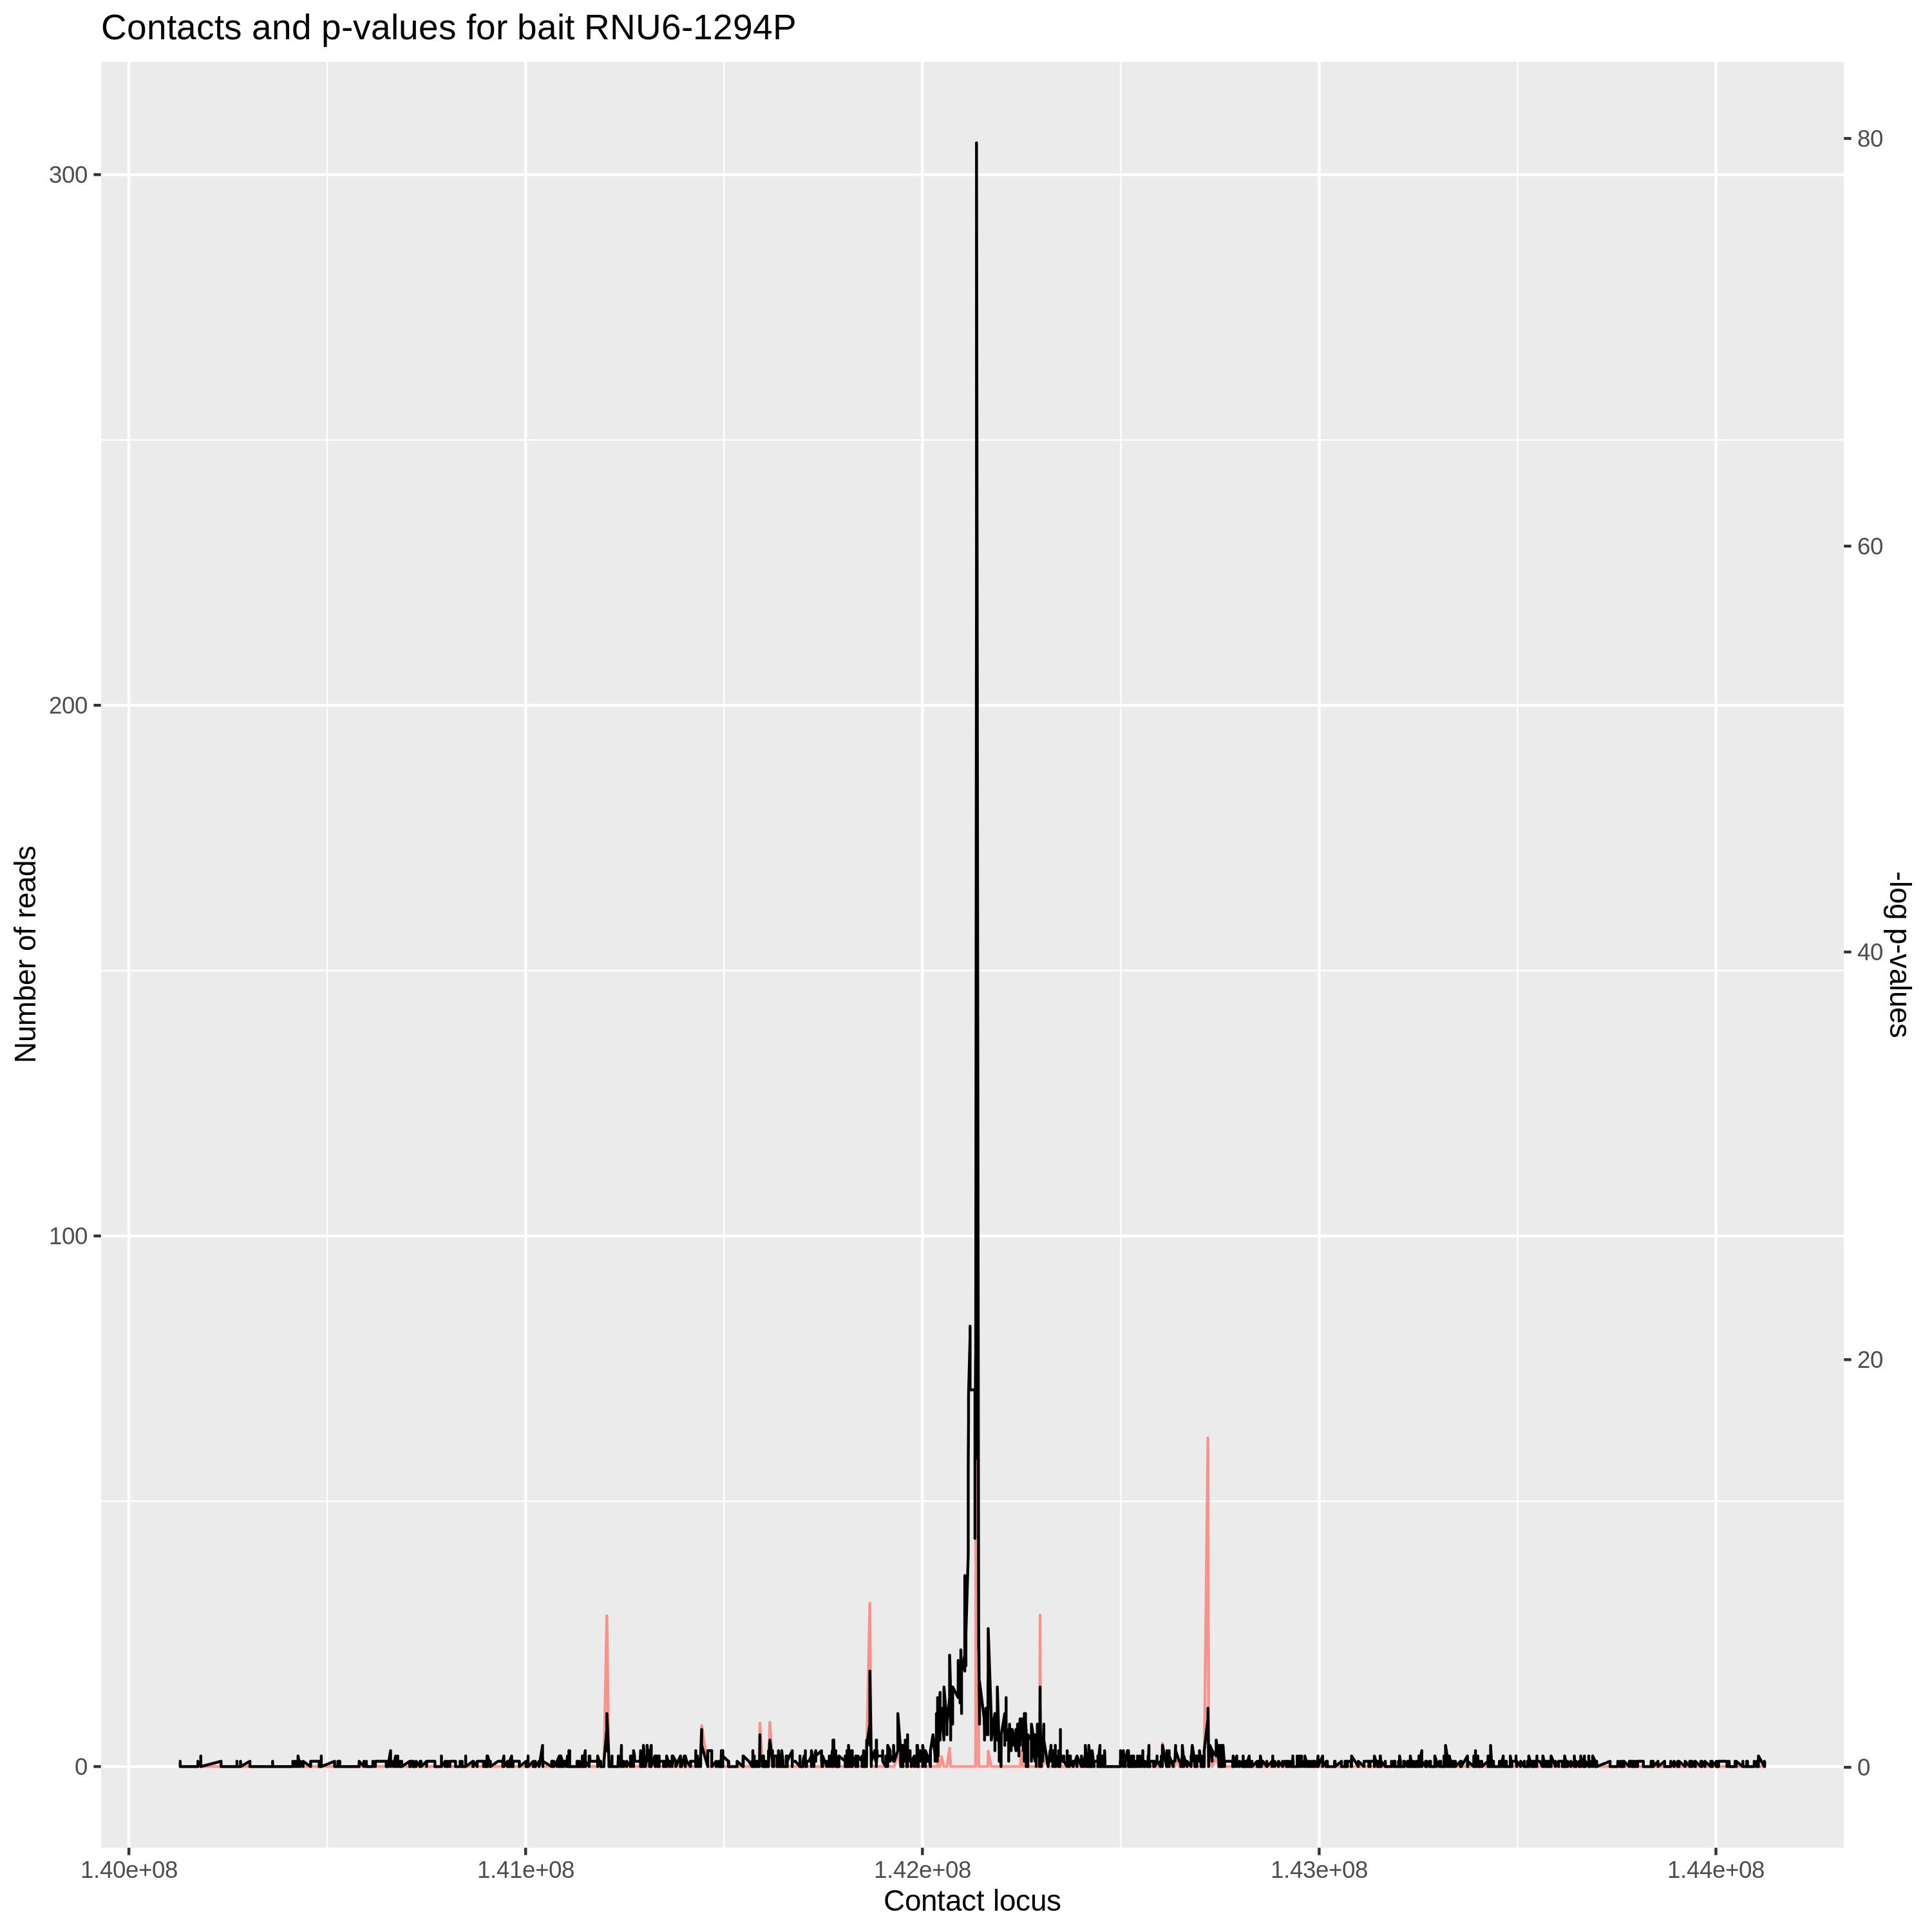 Contacts and p-values for bait RNU6-1294P
300
200
100
0
Number of reads
80
60
40
20
0
-log p-values
1.40e+08
1.41e+08
1.42e+08
1.43e+08
1.44e+08
Contact locus